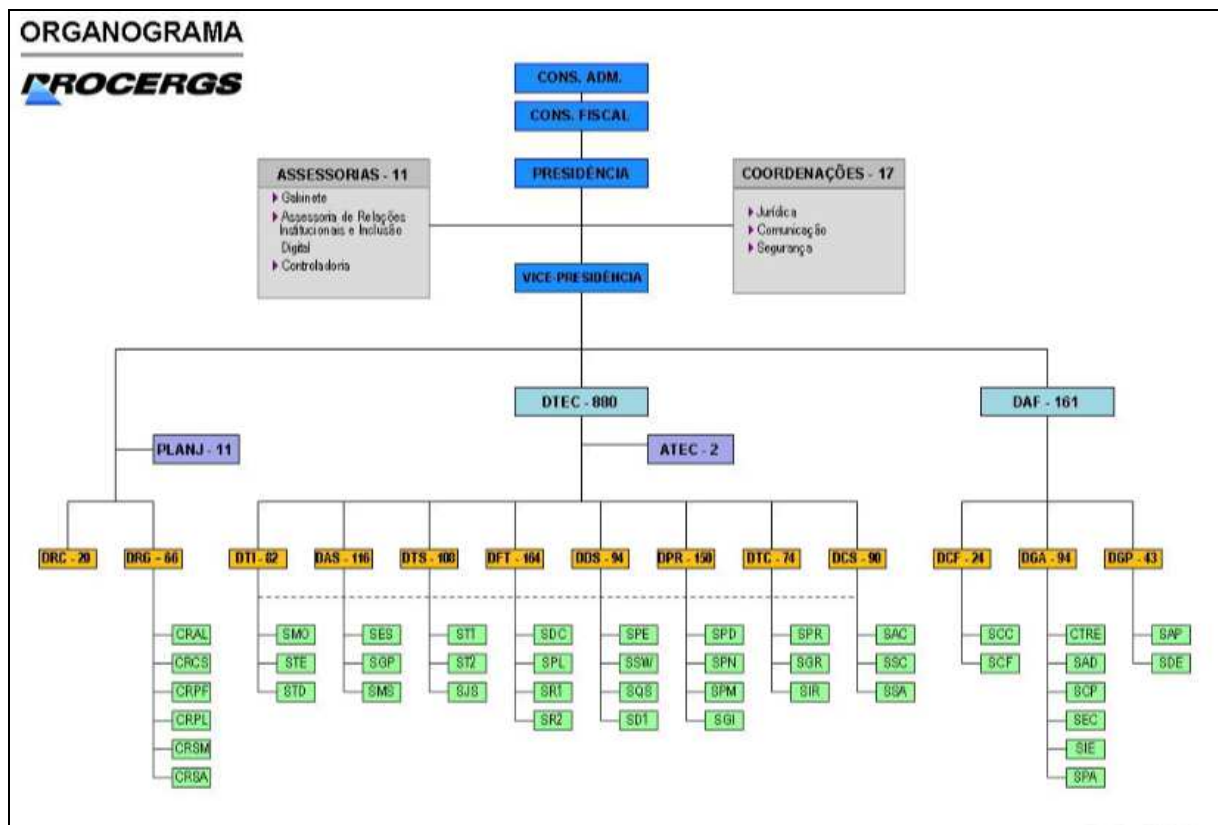 ORGANOGRAMA
PROCERGS
CONS. ADM.
CONS. FISCAL
PRESIDÊNCIA
ASSESSORIAS - 11
Gabinete
Assessoria de Relações
Institucionais e Inclusão
Digital
Controladoria
COORDENAÇÕES - 17
Jurídica
Comunicação
Segurança
VICE-PRESIDÊNCIA
DTEC - 880
DAF - 161
PLANJ - 11
ATEC - 2
DRC - 20
DRG - 66
DTI - 82
DAS - 116
DTS - 108
DFT - 164
DDS - 94
DPR - 150
DTC - 74
DCS - 90
DCF - 24
DGA - 94
DGP - 43
CRAL
CRCS
CRPF
CRPL
CRSM
CRSA
SMO
STE
STD
SES
SGP
SMS
ST1
ST2
SJS
SDC
SPL
SR1
SR2
SPE
SSW
SQS
SD1
SPD
SPN
SPM
SGI
SPR
SGR
SIR
SAC
SSC
SSA
SCC
SCF
CTRE
SAD
SCP
SEC
SIE
SPA
SAP
SDE